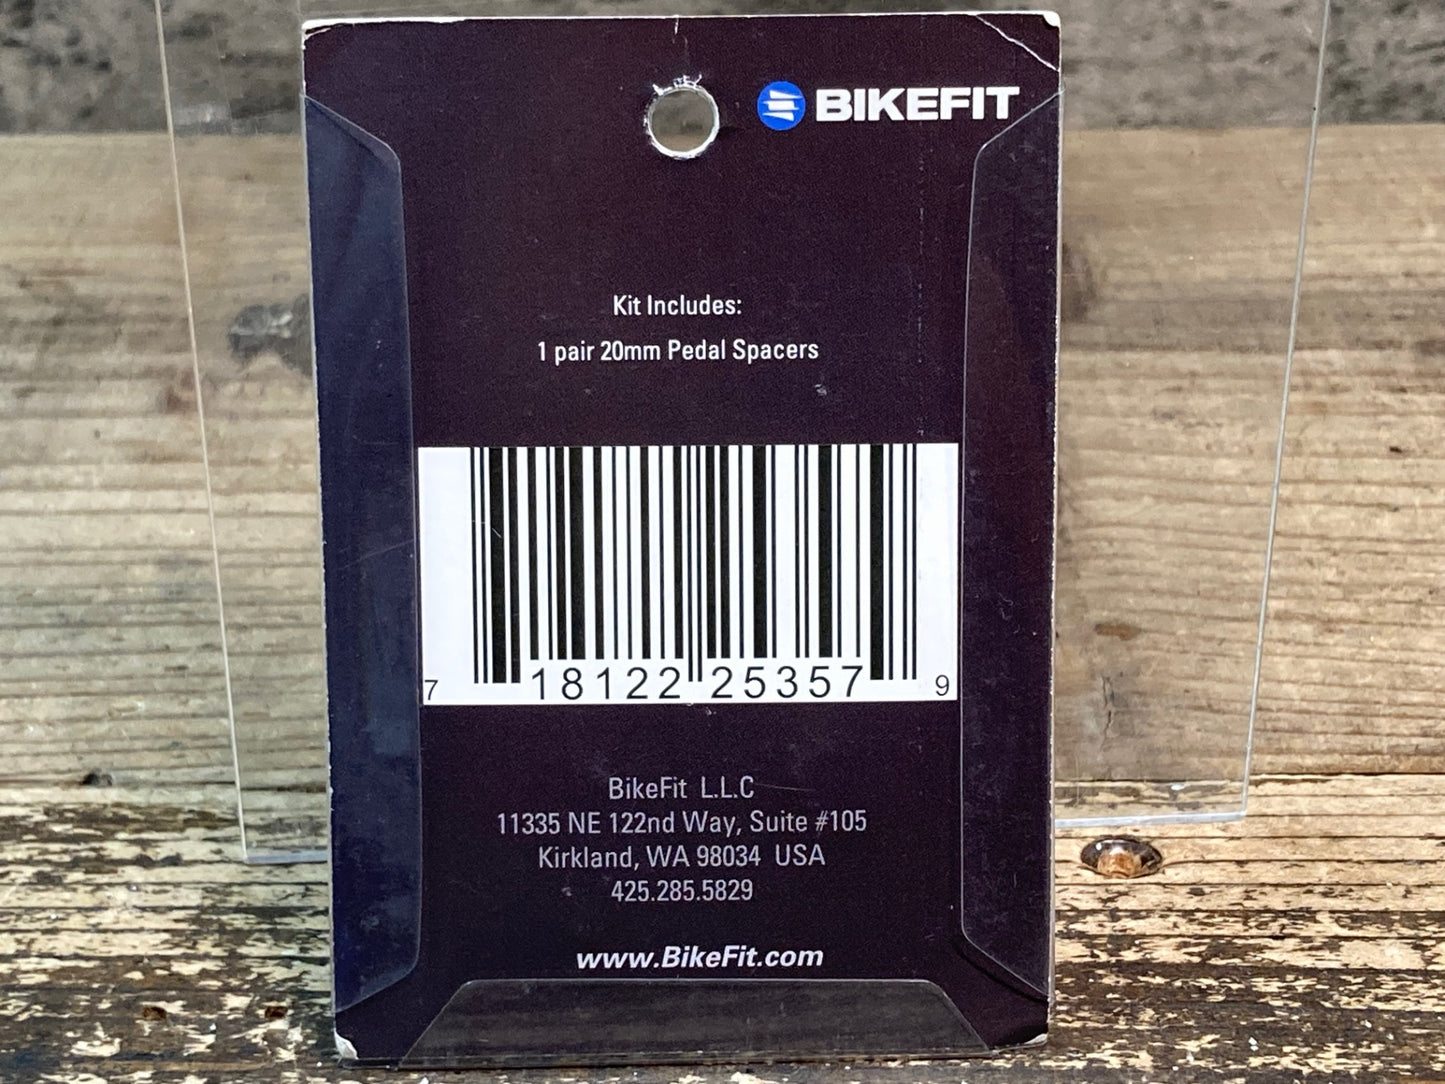 BIKEFIT
Kit Includes:
1 pair 20mm Pedal Spacers
7 18122 25357 9
BikeFit L.L.C
11335 NE 122nd Way, Suite #105
Kirkland, WA 98034 USA
425.285.5829
www.BikeFit.com